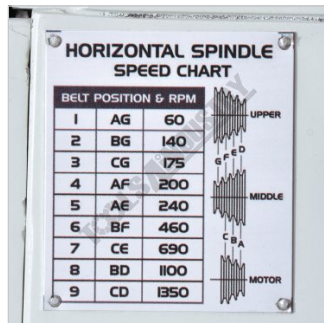 HORIZONTAL SPINDLE
SPEED CHART
BELT POSITION & RPM
1 AG 60
2 BG 140
3 CG 175
4 AF 200
5 AE 240
6 BF 460
7 CE 690
8 BD 1100
9 CD 1350
UPPER
G F E D
MIDDLE
C B A
MOTOR